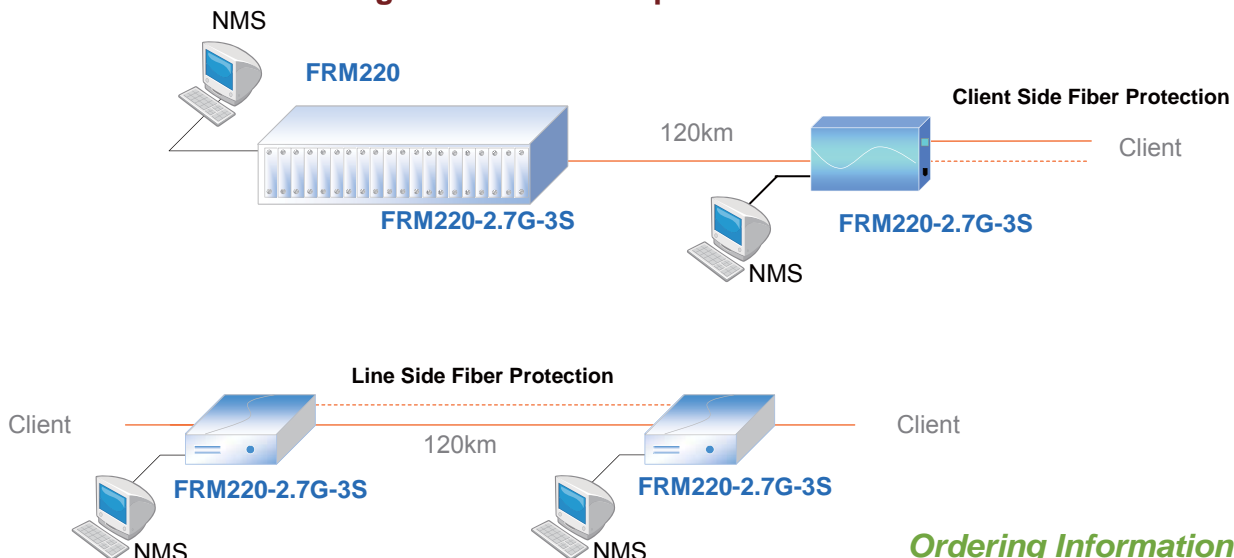 NMS
FRM220
Client Side Fiber Protection
120km
Client
FRM220-2.7G-3S
FRM220-2.7G-3S
NMS
Line Side Fiber Protection
Client
120km
Client
FRM220-2.7G-3S
FRM220-2.7G-3S
NMS
NMS
Ordering Information